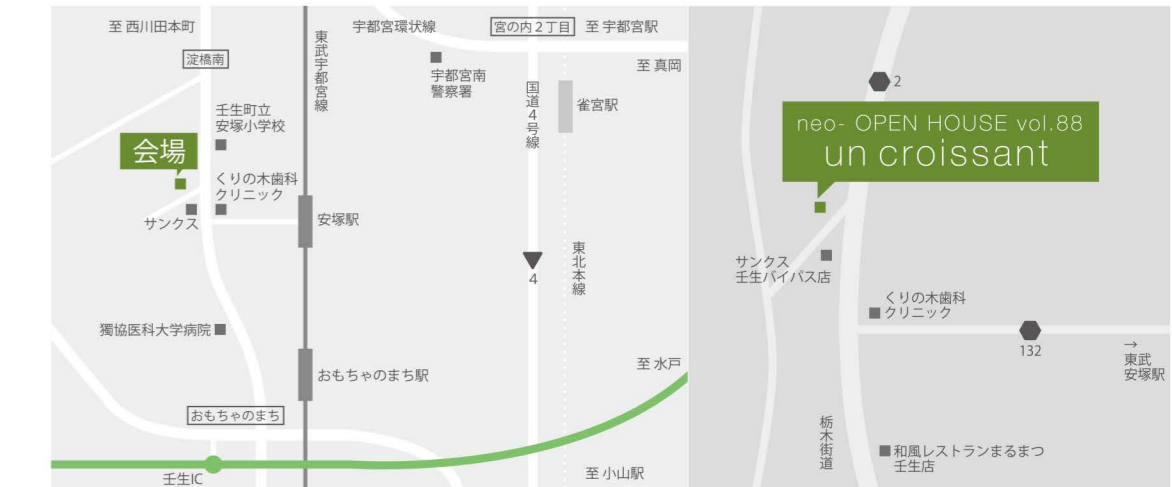 至 西川田本町
宇都宮環状線
宮の内２丁目
至 宇都宮駅
淀橋南
東武宇都宮線
宇都宮南
警察署
至 真岡
国道４号線
雀宮駅
壬生町立
安塚小学校
会場
くりの木歯科
クリニック
サンクス
安塚駅
4
東北本線
獨協医科大学病院
おもちゃのまち駅
至 水戸
おもちゃのまち
壬生IC
至 小山駅
2
neo- OPEN HOUSE vol.88
un croissant
サンクス
壬生バイパス店
くりの木歯科
クリニック
132
→
東武
安塚駅
栃木街道
和風レストランまるまつ
壬生店